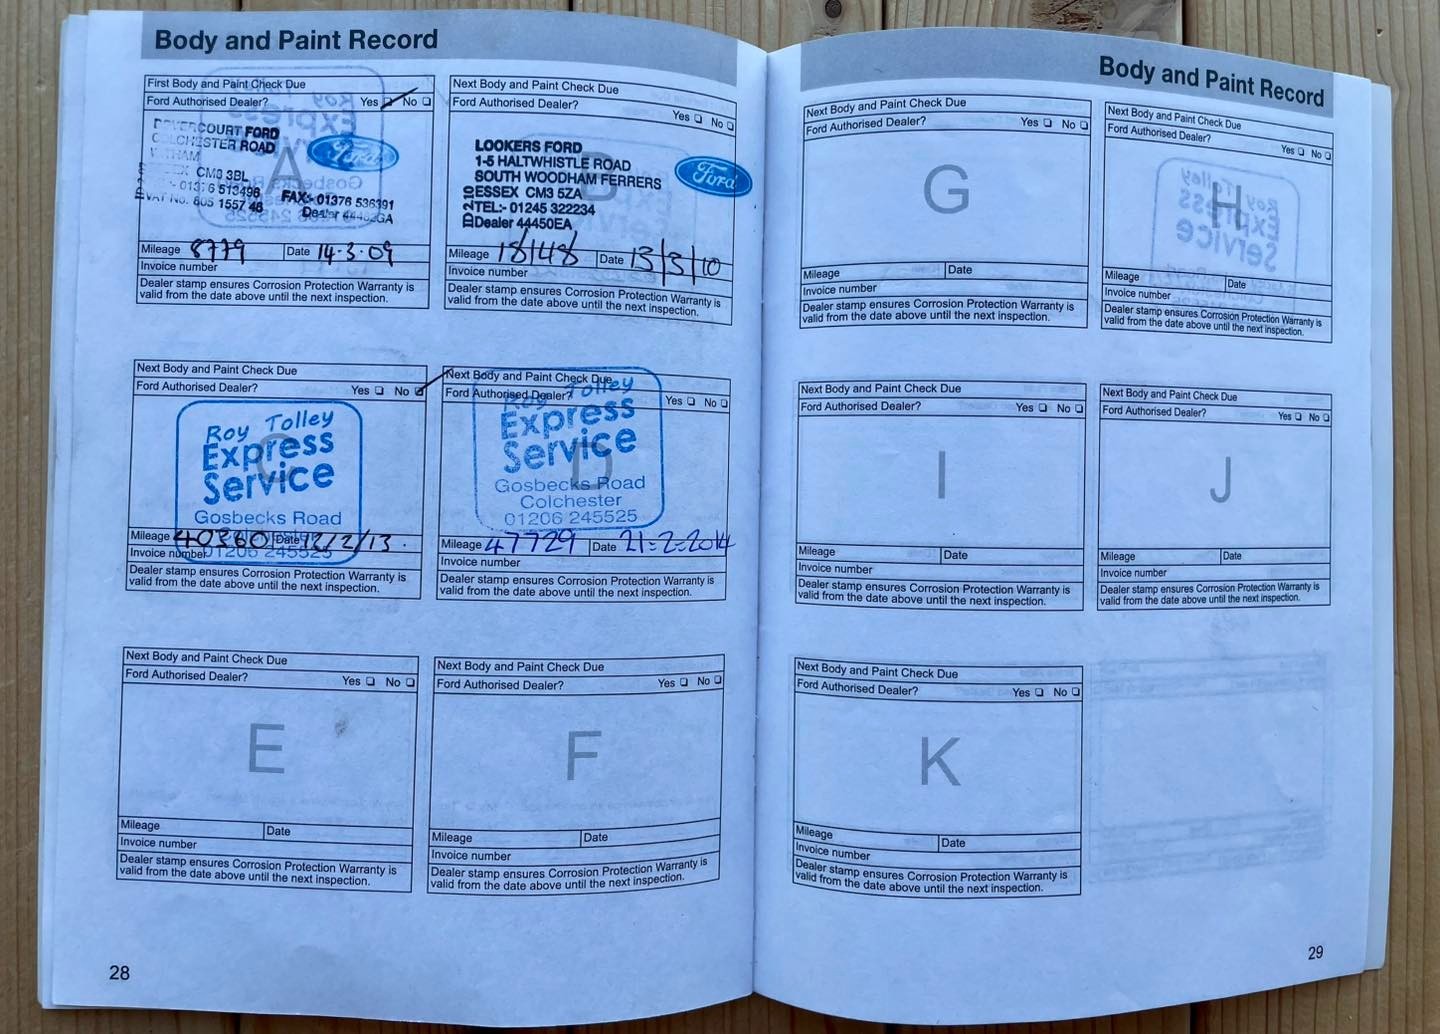 Body and Paint Record
First Body and Paint Check Due
Ford Authorised Dealer? Yes No
COURT FORD
COLCHESTER ROAD
CM8 3BL
01376 513496 FAX:- 01376 536391
VAT No. 805 1557 48 Dealer
Ford
A
Mileage 8779 Date 14-3-09
Invoice number
Dealer stamp ensures Corrosion Protection Warranty is
valid from the date above until the next inspection.
Next Body and Paint Check Due
Ford Authorised Dealer?
Yes No
LOOKERS FORD
1-5 HALTWHISTLE ROAD
SOUTH WOODHAM FERRERS
ESSEX CM3 5ZA
TEL:- 01245 322234
Dealer 44450EA
Ford
Mileage 18148 Date 13/3/10
Invoice number
Dealer stamp ensures Corrosion Protection Warranty is
valid from the date above until the next inspection.
Next Body and Paint Check Due
Ford Authorised Dealer? Yes No
Roy Tolley
Express
Service
Gosbecks Road
01206 245525
C
Mileage 40360 Date 12/2/13.
Invoice number
Dealer stamp ensures Corrosion Protection Warranty is
valid from the date above until the next inspection.
Next Body and Paint Check Due
Ford Authorised Dealer? Yes No
Roy Tolley
Express
Service
Gosbecks Road
Colchester
01206 245525
D
Mileage 47729 Date 21-2-2014
Invoice number
Dealer stamp ensures Corrosion Protection Warranty is
valid from the date above until the next inspection.
Next Body and Paint Check Due
Ford Authorised Dealer? Yes No
E
Mileage Date
Invoice number
Dealer stamp ensures Corrosion Protection Warranty is
valid from the date above until the next inspection.
Next Body and Paint Check Due
Ford Authorised Dealer? Yes No
F
Mileage Date
Invoice number
Dealer stamp ensures Corrosion Protection Warranty is
valid from the date above until the next inspection.
28
Body and Paint Record
Next Body and Paint Check Due
Ford Authorised Dealer? Yes No
G
Mileage Date
Invoice number
Dealer stamp ensures Corrosion Protection Warranty is
valid from the date above until the next inspection.
Next Body and Paint Check Due
Ford Authorised Dealer? Yes No
H
Mileage Date
Invoice number
Dealer stamp ensures Corrosion Protection Warranty is
valid from the date above until the next inspection.
Next Body and Paint Check Due
Ford Authorised Dealer? Yes No
I
Mileage Date
Invoice number
Dealer stamp ensures Corrosion Protection Warranty is
valid from the date above until the next inspection.
Next Body and Paint Check Due
Ford Authorised Dealer? Yes No
J
Mileage Date
Invoice number
Dealer stamp ensures Corrosion Protection Warranty is
valid from the date above until the next inspection.
Next Body and Paint Check Due
Ford Authorised Dealer? Yes No
K
Mileage Date
Invoice number
Dealer stamp ensures Corrosion Protection Warranty is
valid from the date above until the next inspection.
29